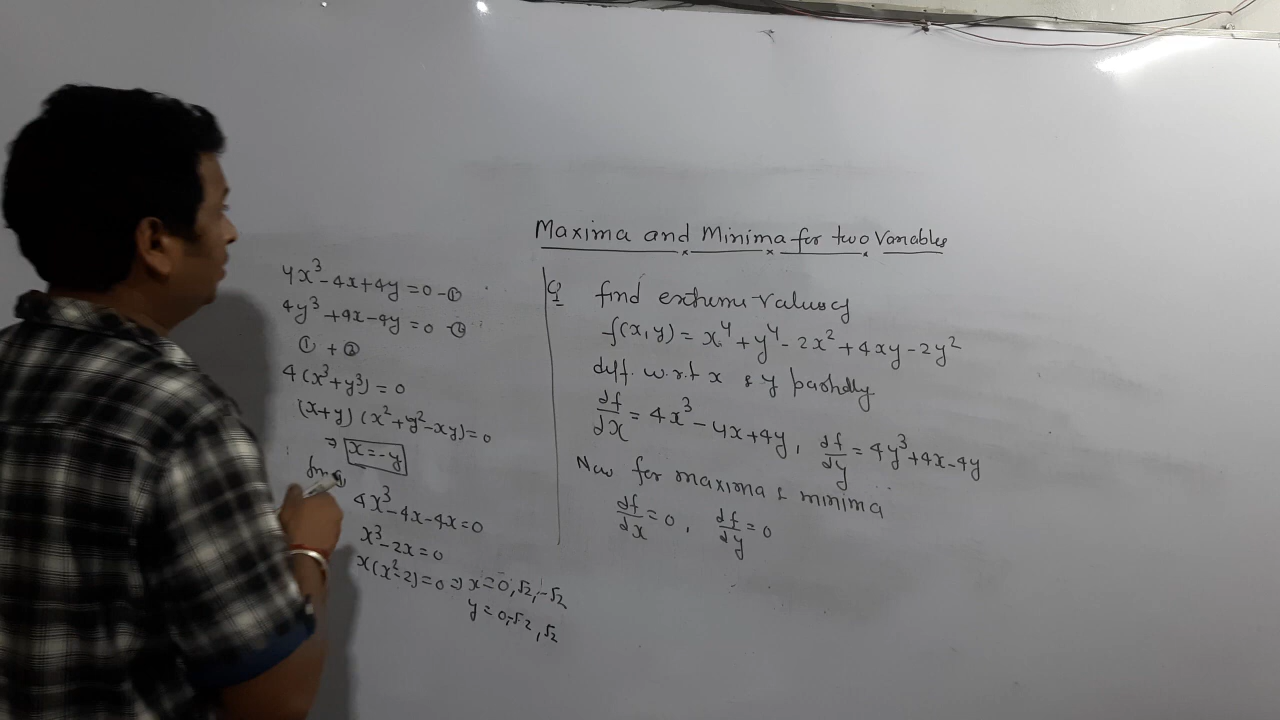 Maxima and Minima for two Variables
Q1 find extrem values of
f(x,y) = x⁴ + y⁴ - 2x² + 4xy - 2y²
diff. w.r.t x & y partially
∂f/∂x = 4x³ - 4x + 4y, ∂f/∂y = 4y³ + 4x - 4y
Now for maxima & minima
∂f/∂x = 0, ∂f/∂y = 0
4x³ - 4x + 4y = 0 - ①
4y³ + 4x - 4y = 0 - ②
① + ②
4(x³ + y³) = 0
(x+y)(x² + y² - xy) = 0
⇒ x = -y
from ①
4x³ - 4x - 4x = 0
x³ - 2x = 0
x(x² - 2) = 0 ⇒ x = 0, √2, -√2
y = 0, -√2, √2